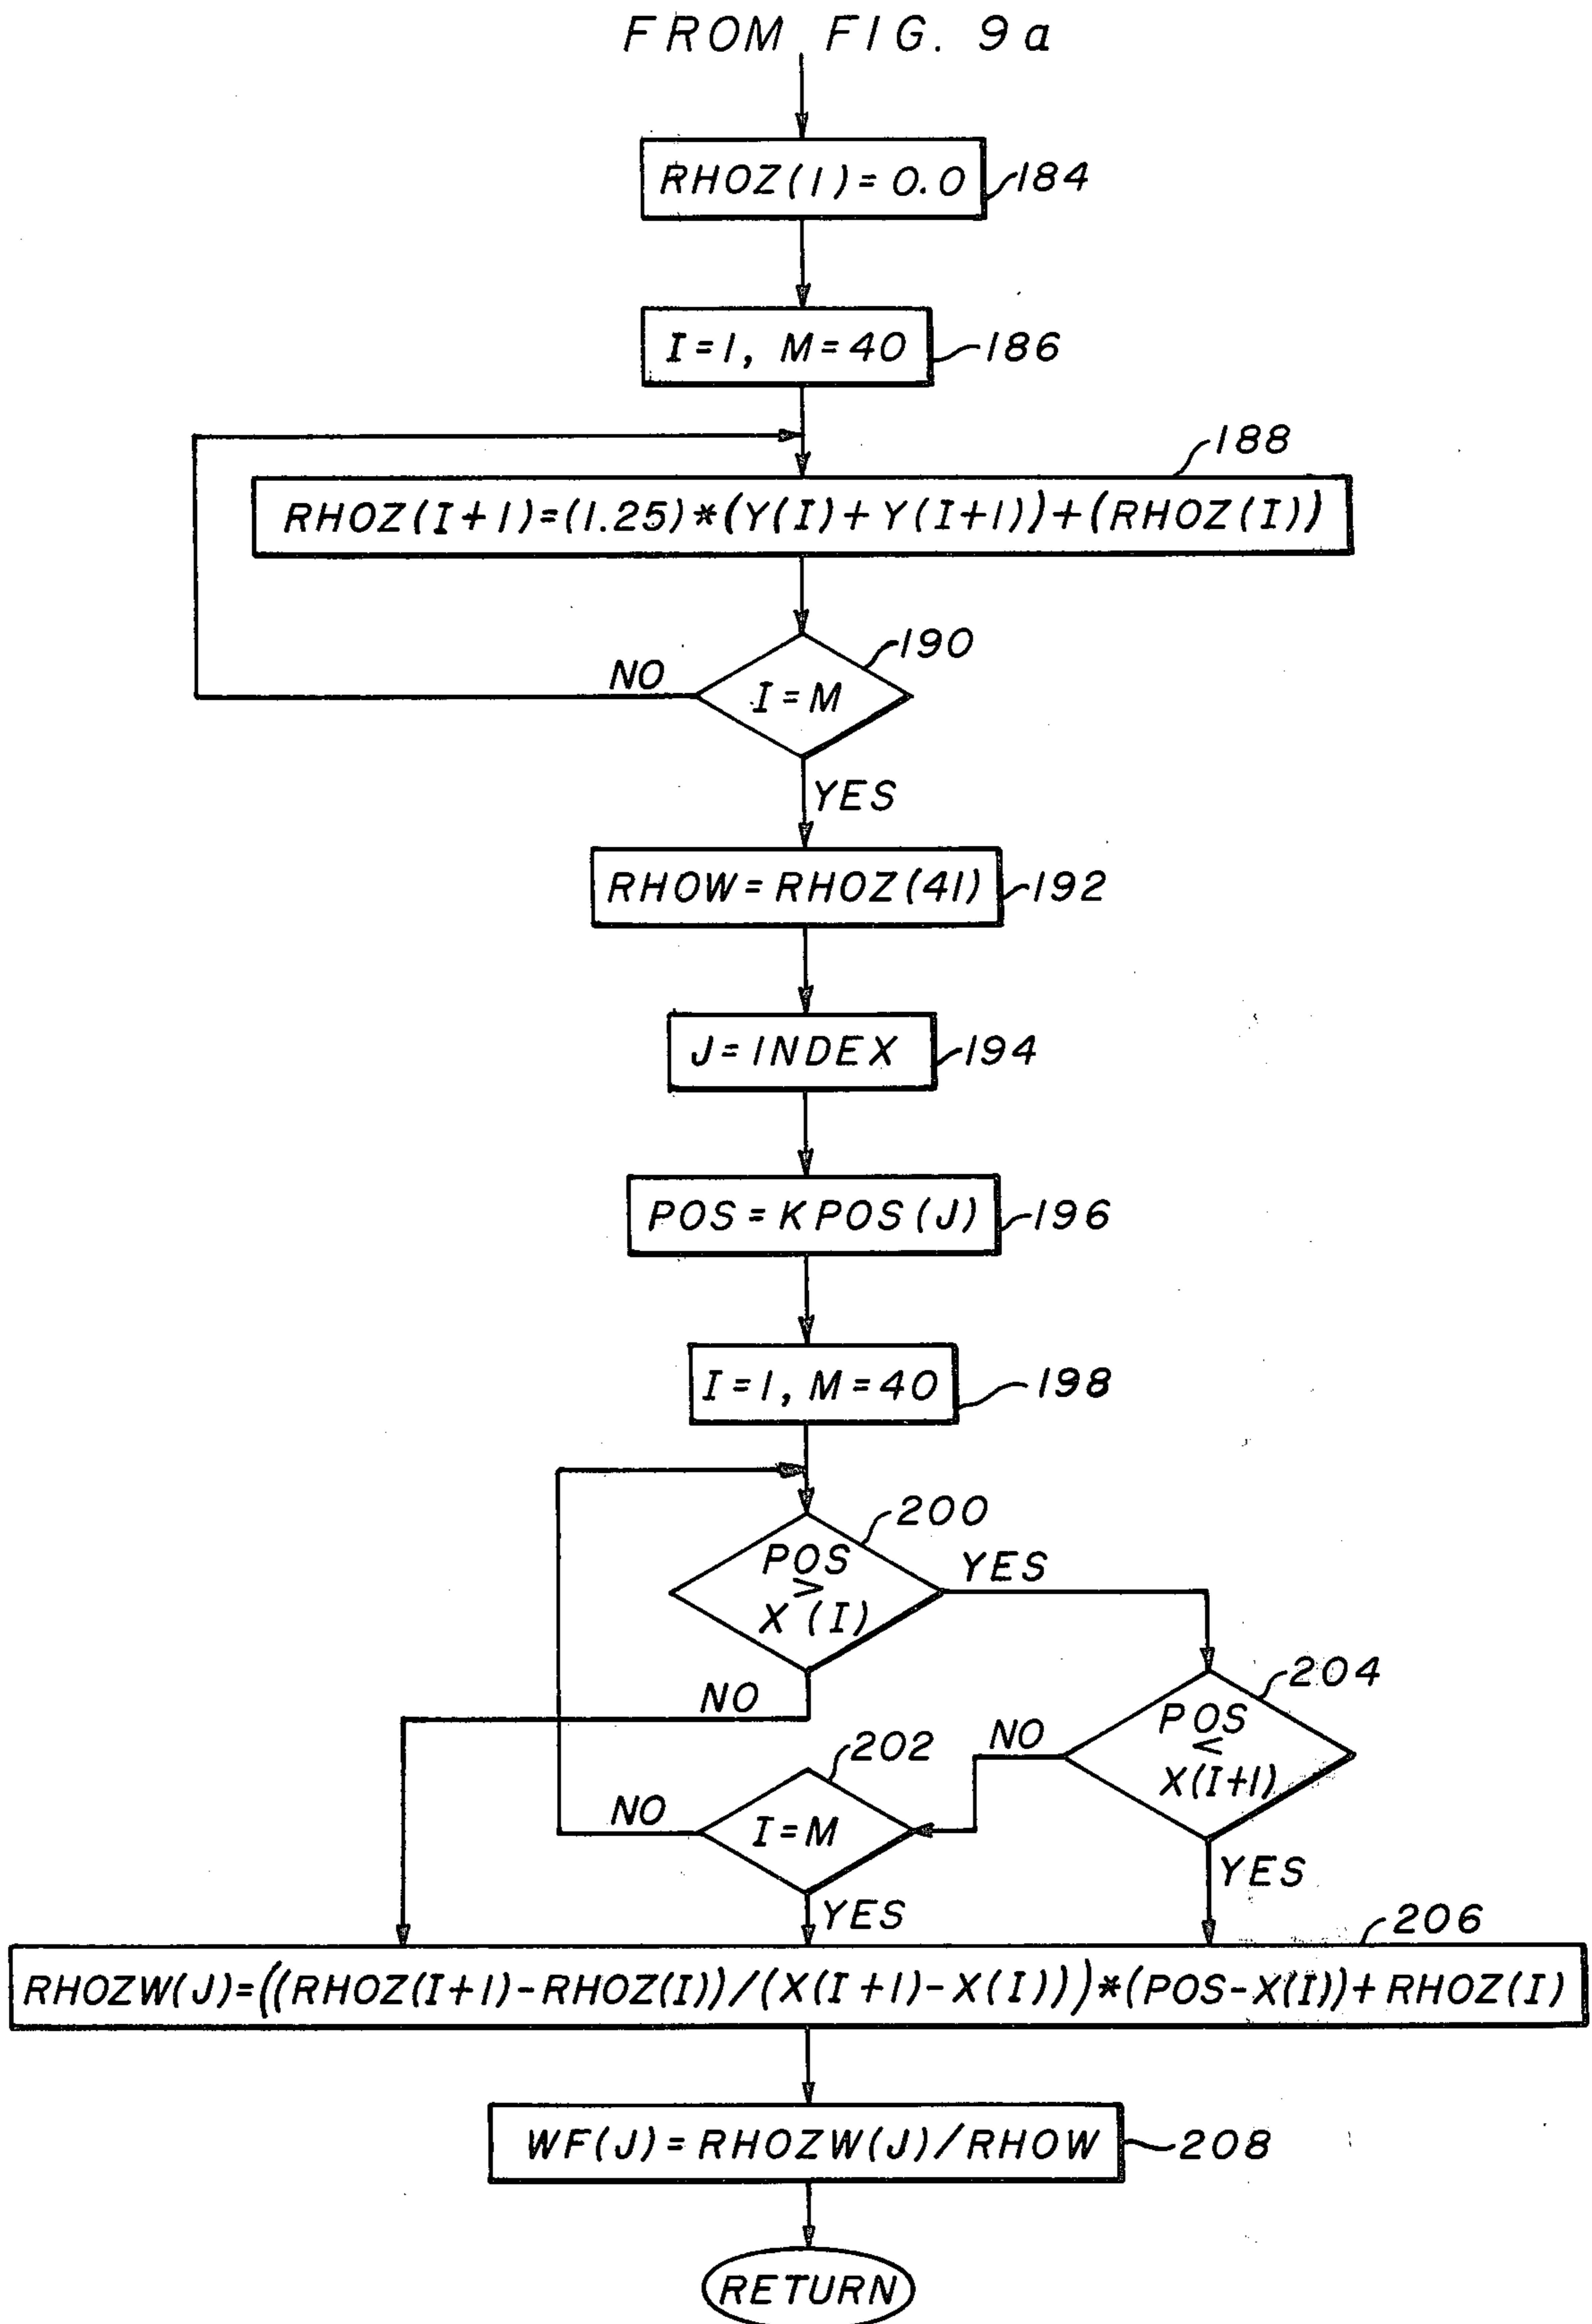 FROM FIG. 9a
RHOZ(1)=0.0
184
I=1, M=40
186
188
RHOZ(I+1)=(1.25)*(Y(I)+Y(I+1))+(RHOZ(I))
190
NO
I=M
YES
RHOW=RHOZ(41)
192
J=INDEX
194
POS=KPOS(J)
196
I=1, M=40
198
200
POS
>
X(I)
YES
NO
204
POS
<
X(I+1)
NO
202
NO
I=M
YES
YES
206
RHOZW(J)=((RHOZ(I+1)-RHOZ(I))/(X(I+1)-X(I)))*(POS-X(I))+RHOZ(I)
WF(J)=RHOZW(J)/RHOW
208
RETURN